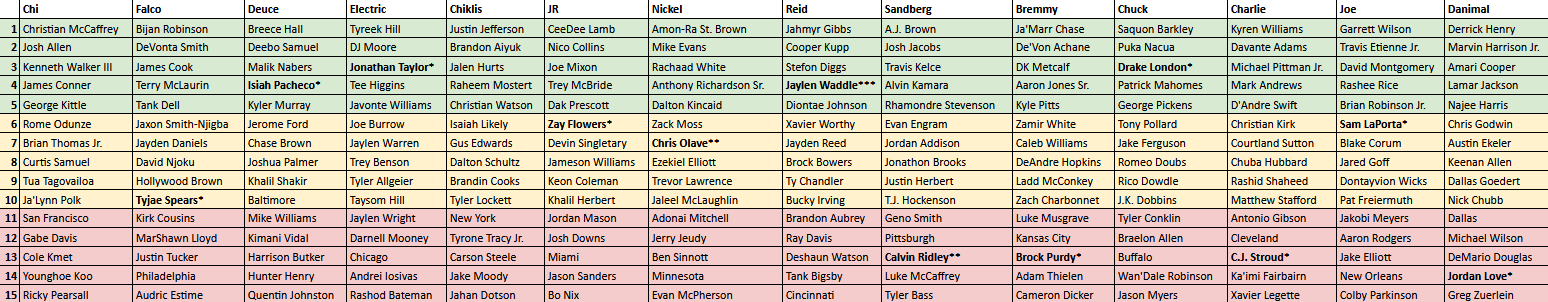 Chi Falco Deuce Electric Chiklis JR Nickel Reid Sandberg Bremmy Chuck Charlie Joe Danimal
1 Christian McCaffrey Bijan Robinson Breece Hall Tyreek Hill Justin Jefferson CeeDee Lamb Amon-Ra St. Brown Jahmyr Gibbs A.J. Brown Ja'Marr Chase Saquon Barkley Kyren Williams Garrett Wilson Derrick Henry
2 Josh Allen DeVonta Smith Deebo Samuel DJ Moore Brandon Aiyuk Nico Collins Mike Evans Cooper Kupp Josh Jacobs De'Von Achane Puka Nacua Davante Adams Travis Etienne Jr. Marvin Harrison Jr.
3 Kenneth Walker III James Cook Malik Nabers Jonathan Taylor* Jalen Hurts Joe Mixon Rachaad White Stefon Diggs Travis Kelce DK Metcalf Drake London* Michael Pittman Jr. David Montgomery Amari Cooper
4 James Conner Terry McLaurin Isiah Pacheco* Tee Higgins Raheem Mostert Trey McBride Anthony Richardson Sr. Jaylen Waddle*** Alvin Kamara Aaron Jones Sr. Patrick Mahomes Mark Andrews Rashee Rice Lamar Jackson
5 George Kittle Tank Dell Kyler Murray Javonte Williams Christian Watson Dak Prescott Dalton Kincaid Diontae Johnson Rhamondre Stevenson Kyle Pitts George Pickens D'Andre Swift Brian Robinson Jr. Najee Harris
6 Rome Odunze Jaxon Smith-Njigba Jerome Ford Joe Burrow Isaiah Likely Zay Flowers* Zack Moss Xavier Worthy Evan Engram Zamir White Tony Pollard Christian Kirk Sam LaPorta* Chris Godwin
7 Brian Thomas Jr. Jayden Daniels Chase Brown Jaylen Warren Gus Edwards Devin Singletary Chris Olave** Jayden Reed Jordan Addison Caleb Williams Jake Ferguson Courtland Sutton Blake Corum Austin Ekeler
8 Curtis Samuel David Njoku Joshua Palmer Trey Benson Dalton Schultz Jameson Williams Ezekiel Elliott Brock Bowers Jonathon Brooks DeAndre Hopkins Romeo Doubs Chuba Hubbard Jared Goff Keenan Allen
9 Tua Tagovailoa Hollywood Brown Khalil Shakir Tyler Allgeier Brandin Cooks Keon Coleman Trevor Lawrence Ty Chandler Justin Herbert Ladd McConkey Rico Dowdle Rashid Shaheed Dontayvion Wicks Dallas Goedert
10 Ja'Lynn Polk Tyjae Spears* Baltimore Taysom Hill Tyler Lockett Khalil Herbert Jaleel McLaughlin Bucky Irving T.J. Hockenson Zach Charbonnet J.K. Dobbins Matthew Stafford Pat Freiermuth Nick Chubb
11 San Francisco Kirk Cousins Mike Williams Jaylen Wright New York Jordan Mason Adonai Mitchell Brandon Aubrey Geno Smith Luke Musgrave Tyler Conklin Antonio Gibson Jakobi Meyers Dallas
12 Gabe Davis MarShawn Lloyd Kimani Vidal Darnell Mooney Tyrone Tracy Jr. Josh Downs Jerry Jeudy Ray Davis Pittsburgh Kansas City Braelon Allen Cleveland Aaron Rodgers Michael Wilson
13 Cole Kmet Justin Tucker Harrison Butker Chicago Carson Steele Miami Ben Sinnott Deshaun Watson Calvin Ridley** Brock Purdy* Buffalo C.J. Stroud* Jake Elliott DeMario Douglas
14 Younghoe Koo Philadelphia Hunter Henry Andrei Iosivas Jake Moody Jason Sanders Minnesota Tank Bigsby Luke McCaffrey Adam Thielen Wan'Dale Robinson Ka'imi Fairbairn New Orleans Jordan Love*
15 Ricky Pearsall Audric Estime Quentin Johnston Rashod Bateman Jahan Dotson Bo Nix Evan McPherson Cincinnati Tyler Bass Cameron Dicker Jason Myers Xavier Legette Colby Parkinson Greg Zuerlein